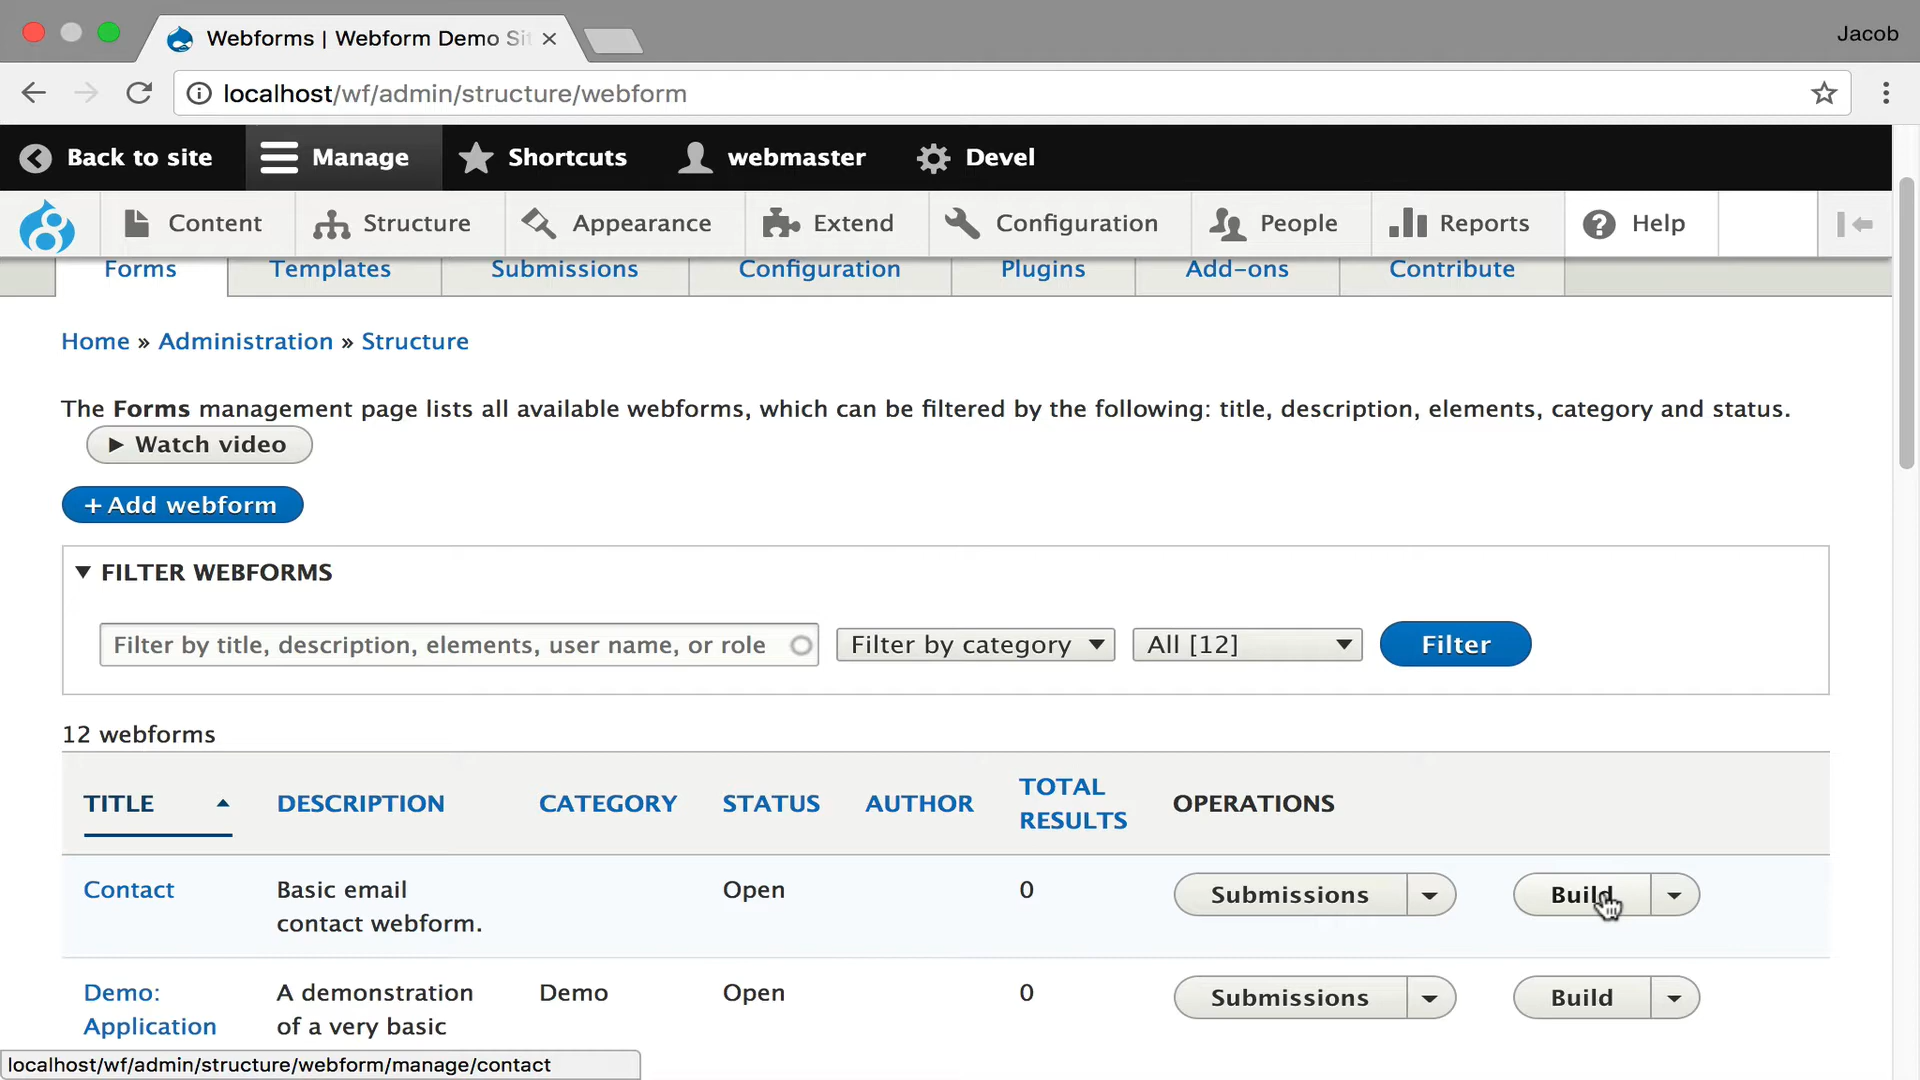 Webforms | Webform Demo Si
Jacob
localhost/wf/admin/structure/webform
Back to site
Manage
Shortcuts
webmaster
Devel
Content
Structure
Appearance
Extend
Configuration
People
Reports
Help
Forms
Templates
Submissions
Configuration
Plugins
Add-ons
Contribute
Home » Administration » Structure
The Forms management page lists all available webforms, which can be filtered by the following: title, description, elements, category and status.
Watch video
+ Add webform
FILTER WEBFORMS
Filter by title, description, elements, user name, or role
Filter by category
All [12]
Filter
12 webforms
TITLE
DESCRIPTION
CATEGORY
STATUS
AUTHOR
TOTAL
RESULTS
OPERATIONS
Contact
Basic email
contact webform.
Open
0
Submissions
Build
Demo:
Application
A demonstration
of a very basic
Demo
Open
0
Submissions
Build
localhost/wf/admin/structure/webform/manage/contact